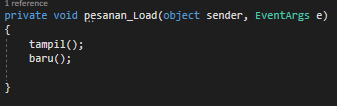 1 reference
private void pesanan_Load(object sender, EventArgs e)
{
tampil();
baru();
}